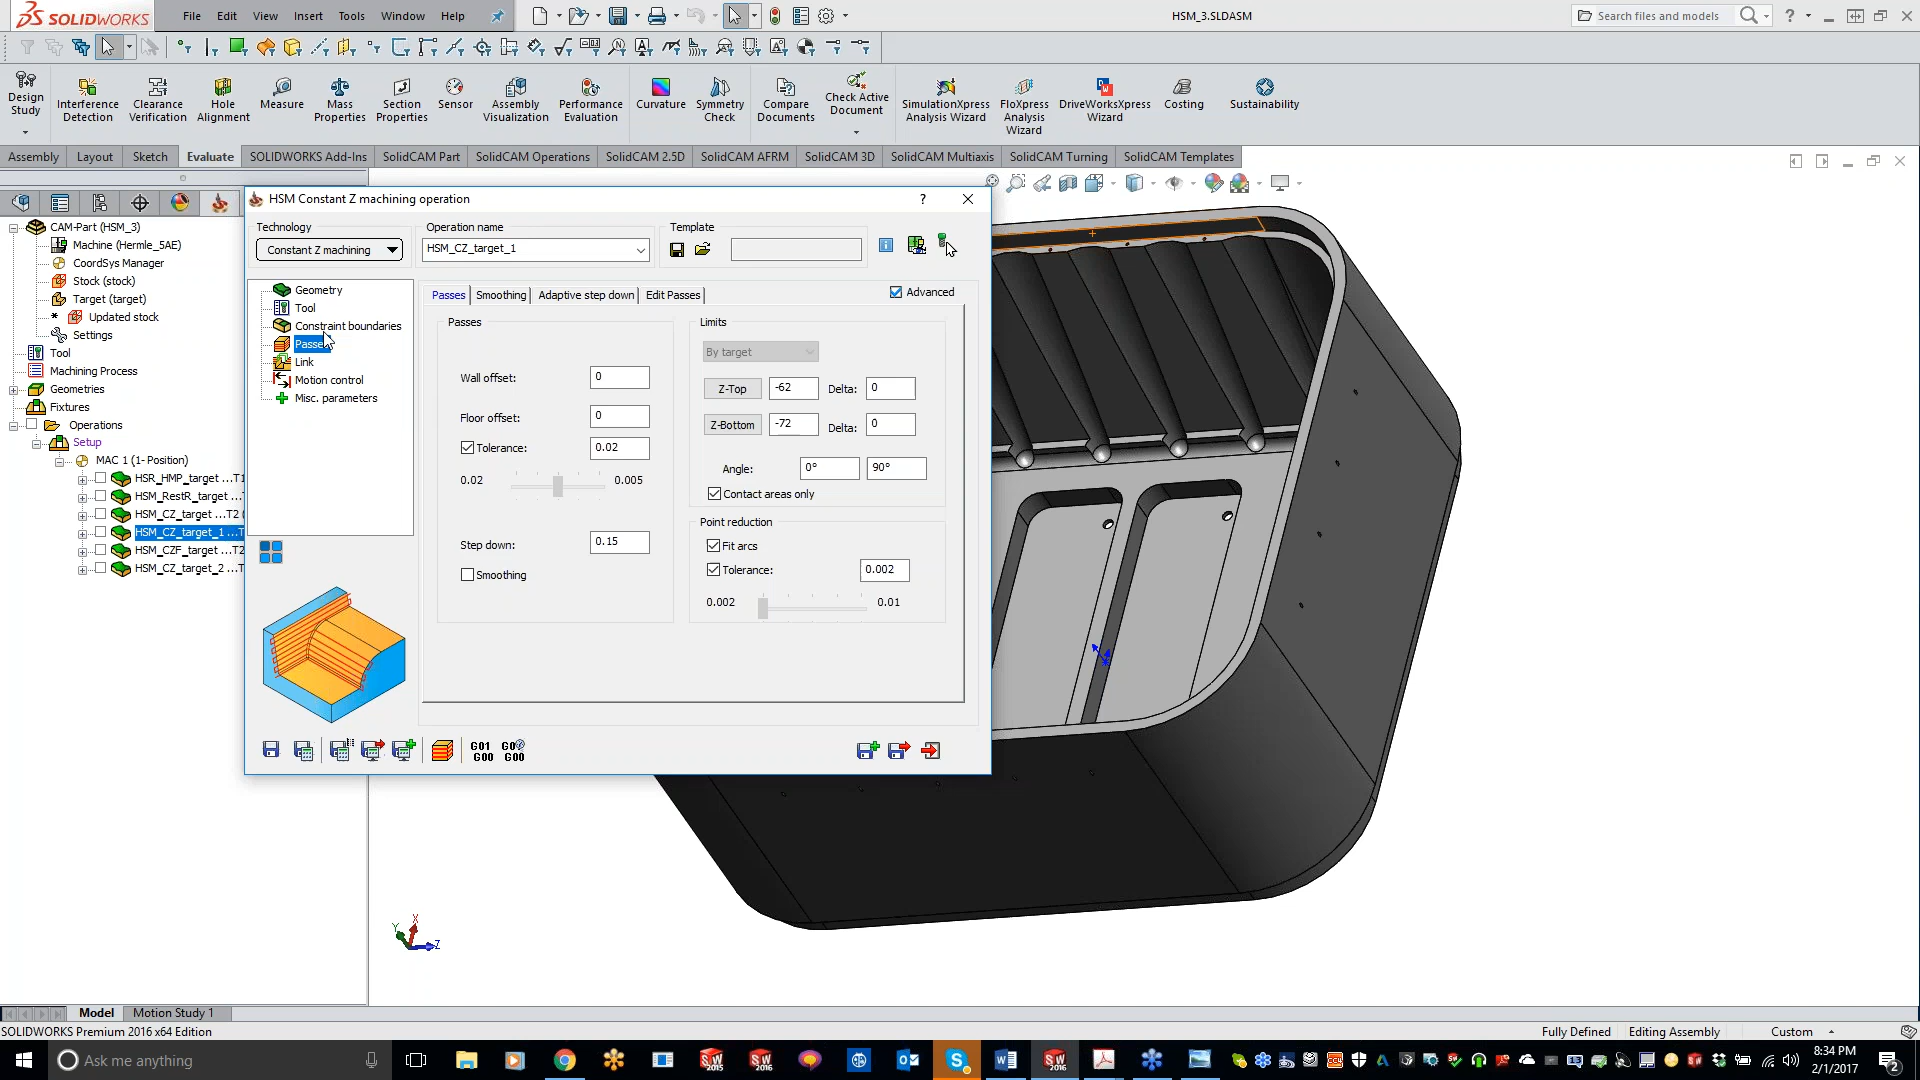 SOLIDWORKS
File Edit View Insert Tools Window Help
HSM_3.SLDASM
Search files and models
Design Study
Interference Detection
Clearance Verification
Hole Alignment
Measure
Mass Properties
Section Properties
Sensor
Assembly Visualization
Performance Evaluation
Curvature
Symmetry Check
Compare Documents
Check Active Document
SimulationXpress Analysis Wizard
FloXpress Analysis Wizard
DriveWorksXpress Wizard
Costing
Sustainability
Assembly Layout Sketch Evaluate SOLIDWORKS Add-Ins SolidCAM Part SolidCAM Operations SolidCAM 2.5D SolidCAM AFRM SolidCAM 3D SolidCAM Multiaxis SolidCAM Turning SolidCAM Templates
CAM-Part (HSM_3)
Machine (Hermle_5AE)
CoordSys Manager
Stock (stock)
Target (target)
* Updated stock
Settings
Tool
Machining Process
Geometries
Fixtures
Operations
Setup
MAC 1 (1- Position)
HSR_HMP_target ...T1
HSM_RestR_target ...T
HSM_CZ_target ...T2 (
HSM_CZ_target_1 ...T
HSM_CZF_target ...T2
HSM_CZ_target_2 ...T
HSM Constant Z machining operation
Technology
Constant Z machining
Operation name
HSM_CZ_target_1
Template
Geometry
Tool
Constraint boundaries
Passes
Link
Motion control
Misc. parameters
Passes Smoothing Adaptive step down Edit Passes
Advanced
Passes
Wall offset: 0
Floor offset: 0
Tolerance: 0.02
0.02 0.005
Step down: 0.15
Smoothing
Limits
By target
Z-Top -62 Delta: 0
Z-Bottom -72 Delta: 0
Angle: 0° 90°
Contact areas only
Point reduction
Fit arcs
Tolerance: 0.002
0.002 0.01
G01 G00
G00
X
Y
Z
Model Motion Study 1
SOLIDWORKS Premium 2016 x64 Edition
Fully Defined Editing Assembly Custom
Ask me anything
8:34 PM
2/1/2017